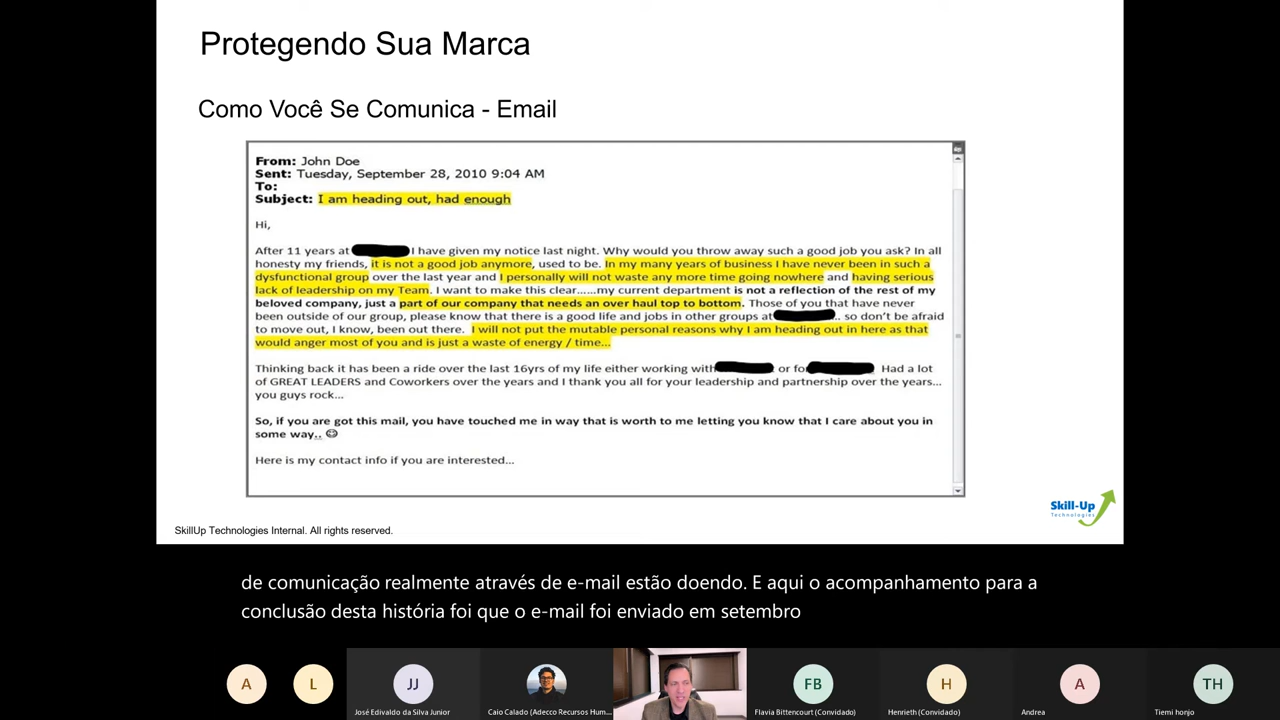 Protegendo Sua Marca
Como Você Se Comunica - Email
From: John Doe
Sent: Tuesday, September 28, 2010 9:04 AM
To:
Subject: I am heading out, had enough
Hi,
After 11 years at I have given my notice last night. Why would you throw away such a good job you ask? In all
honesty my friends, it is not a good job anymore, used to be. In my many years of business I have never been in such a
dysfunctional group over the last year and I personally will not waste any more time going nowhere and having serious
lack of leadership on my Team. I want to make this clear......my current department is not a reflection of the rest of my
beloved company, just a part of our company that needs an over haul top to bottom. Those of you that have never
been outside of our group, please know that there is a good life and jobs in other groups at .. so don't be afraid
to move out, I know, been out there. I will not put the mutable personal reasons why I am heading out in here as that
would anger most of you and is just a waste of energy / time...
Thinking back it has been a ride over the last 16yrs of my life either working with or for . Had a lot
of GREAT LEADERS and Coworkers over the years and I thank you all for your leadership and partnership over the years...
you guys rock...
So, if you are got this mail, you have touched me in way that is worth to me letting you know that I care about you in
some way.. ☺
Here is my contact info if you are interested...
Skill-Up
Technologies
SkillUp Technologies Internal. All rights reserved.
de comunicação realmente através de e-mail estão doendo. E aqui o acompanhamento para a
conclusão desta história foi que o e-mail foi enviado em setembro
A L JJ FB H A TH
José Edivaldo da Silva Junior Caio Calado (Adecco Recursos Hum... Flavia Bittencourt (Convidado) Henrieth (Convidado) Andrea Tiemi honjo